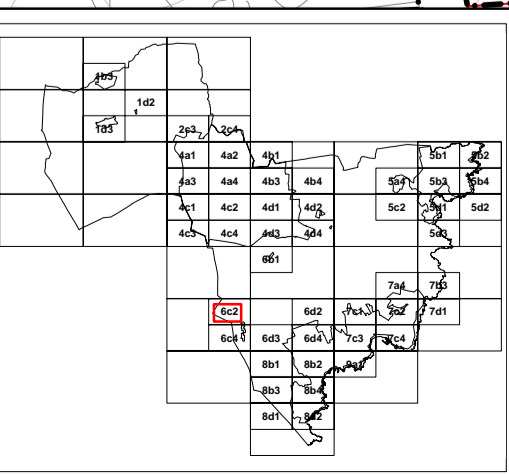 1b3
1d2
1d3 2c3 2c4
4a1 4a2 4b1 5b1 5b2
4a3 4a4 4b3 4b4 5a4 5b3 5b4
4c1 4c2 4d1 4d2 5c2 5d1 5d2
4c3 4c4 4d3 4d4 5d3
6b1
7a4 7b3
6c2 6d2 7c1 7c2 7d1
6c4 6d3 6d4 7c3 7c4
8b1 8b2 9a1
8b3 8b4
8d1 8d2